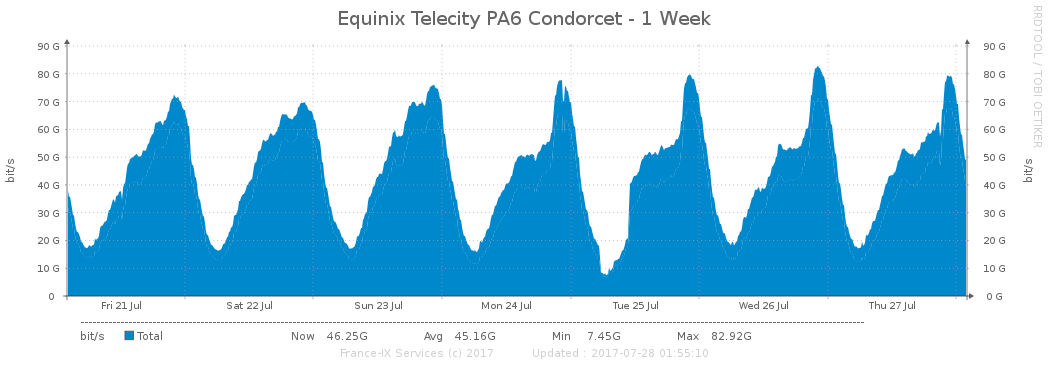 Equinix Telecity PA6 Condorcet - 1 Week
RRDTOOL / TOBI OETIKER
bit/s
90 G
80 G
70 G
60 G
50 G
40 G
30 G
20 G
10 G
0
90 G
80 G
70 G
60 G
50 G
40 G
30 G
20 G
10 G
0 G
bit/s
Fri 21 Jul Sat 22 Jul Sun 23 Jul Mon 24 Jul Tue 25 Jul Wed 26 Jul Thu 27 Jul
bit/s Total Now 46.25G Avg 45.16G Min 7.45G Max 82.92G
France-IX Services (c) 2017 Updated : 2017-07-28 01:55:10